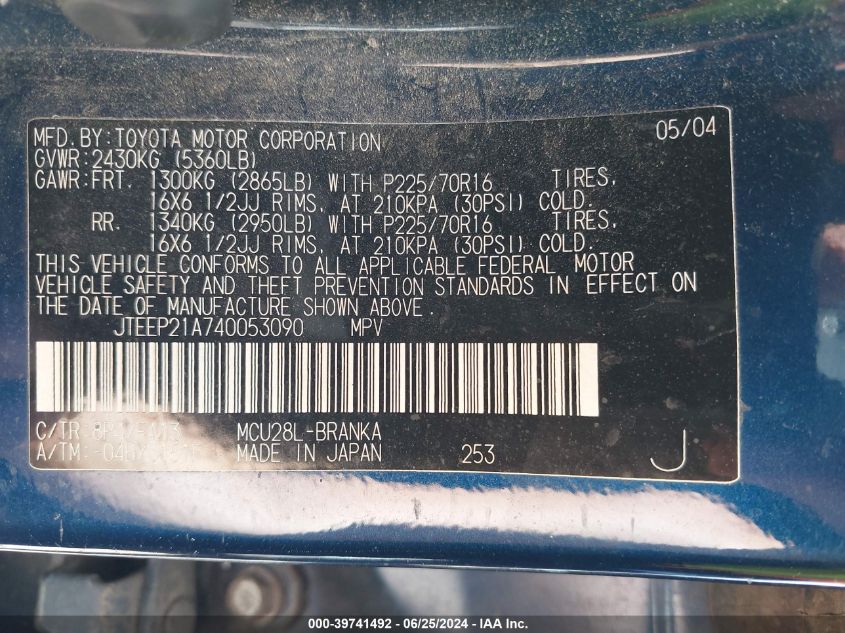 05/04
MFD.BY:TOYOTA MOTOR CORPORATION
GVWR:2430KG (5360LB)
GAWR:FRT. 1300KG (2865LB) WITH P225/70R16 TIRES,
16X6 1/2JJ RIMS, AT 210KPA (30PSI) COLD.
RR. 1340KG (2950LB) WITH P225/70R16 TIRES,
16X6 1/2JJ RIMS, AT 210KPA (30PSI) COLD.
THIS VEHICLE CONFORMS TO ALL APPLICABLE FEDERAL MOTOR
VEHICLE SAFETY AND THEFT PREVENTION STANDARDS IN EFFECT ON
THE DATE OF MANUFACTURE SHOWN ABOVE.
JTEEP21A740053090 MPV
C/TR: MCU28L-BRANKA
A/TM: MADE IN JAPAN 253 J
000-39741492 - 06/25/2024 - IAA Inc.